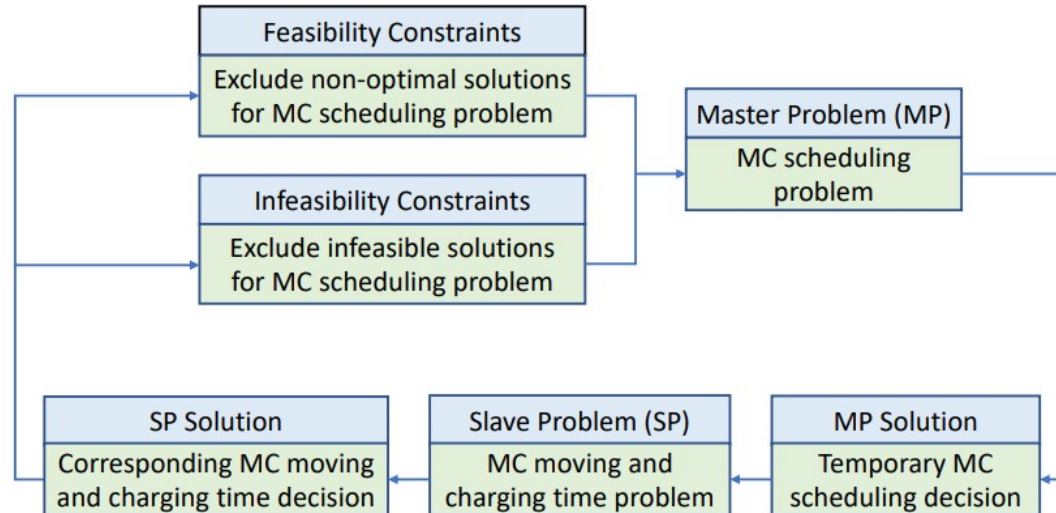 Feasibility Constraints
Exclude non-optimal solutions
for MC scheduling problem
Master Problem (MP)
MC scheduling
problem
Infeasibility Constraints
Exclude infeasible solutions
for MC scheduling problem
SP Solution
Corresponding MC moving
and charging time decision
Slave Problem (SP)
MC moving and
charging time problem
MP Solution
Temporary MC
scheduling decision